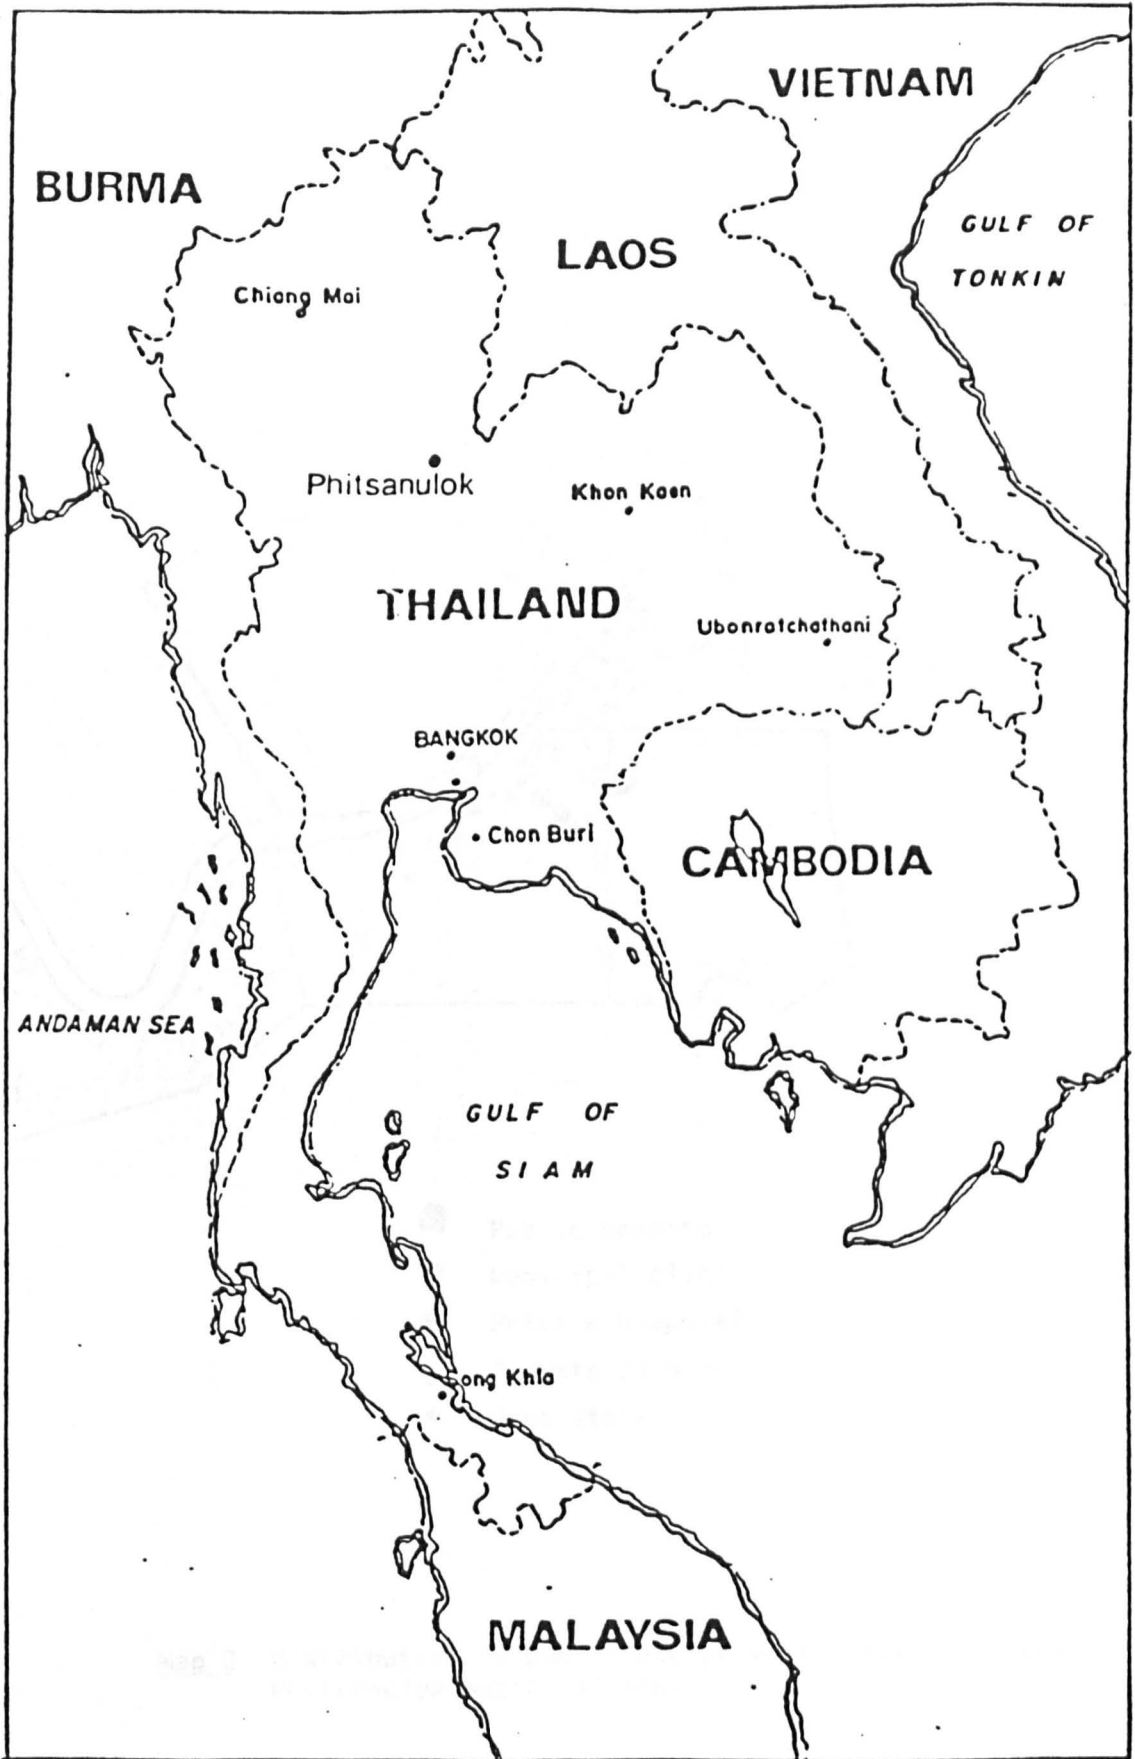 VIETNAM
BURMA
GULF OF
TONKIN
LAOS
Chiang Mai
Phitsanulok
Khon Kaen
THAILAND
Ubonratchathani
BANGKOK
Chon Buri
CAMBODIA
ANDAMAN SEA
GULF OF
SIAM
ong Khla
MALAYSIA